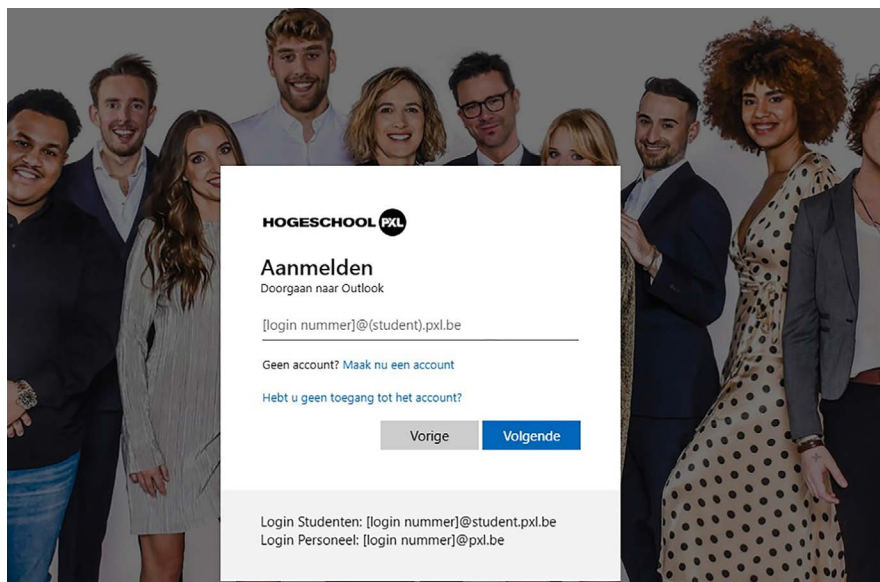 HOGESCHOOL PXL
Aanmelden
Doorgaan naar Outlook
[login nummer]@(student).pxl.be
Geen account? Maak nu een account
Hebt u geen toegang tot het account?
Vorige Volgende
Login Studenten: [login nummer]@student.pxl.be
Login Personeel: [login nummer]@pxl.be